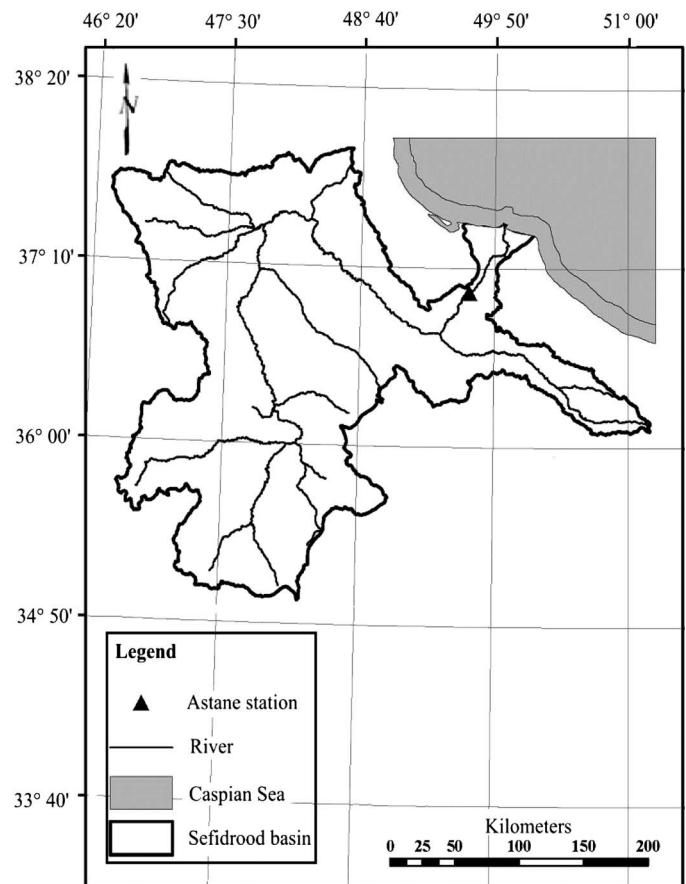 46° 20' 47° 30' 48° 40' 49° 50' 51° 00'
38° 20'
N
37° 10'
36° 00'
34° 50'
33° 40'
Legend
Astane station
River
Caspian Sea
Sefidrood basin
Kilometers
0 25 50 100 150 200